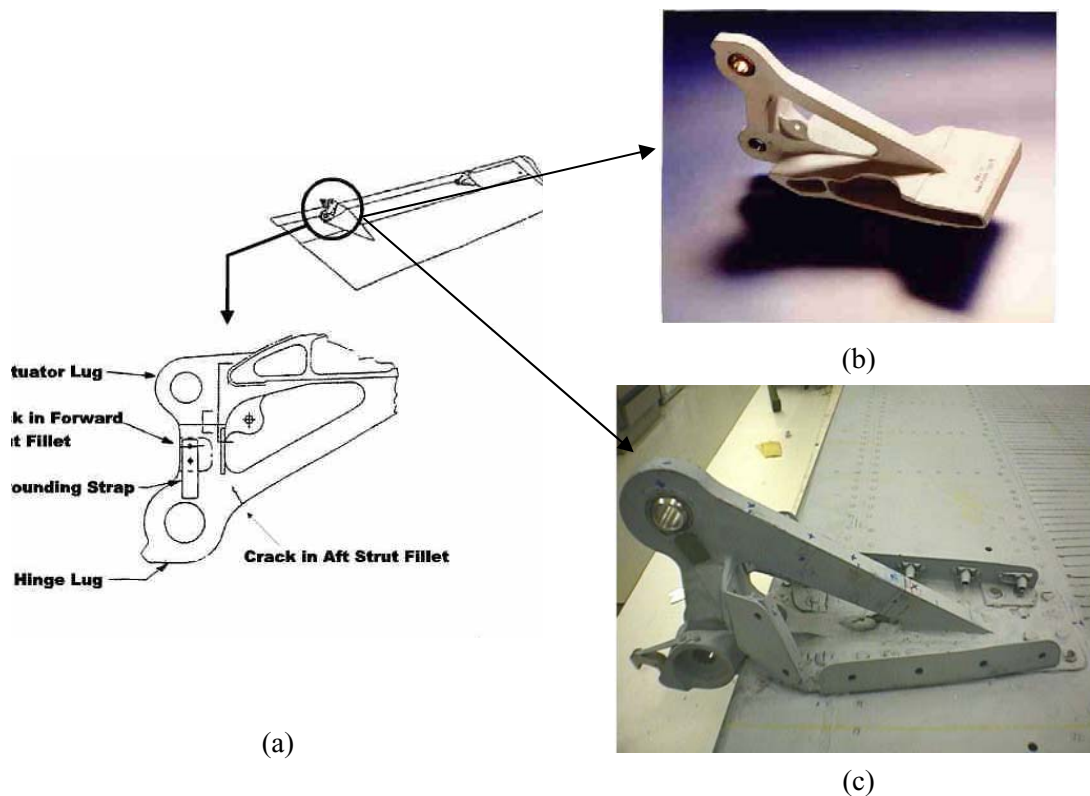 tuator Lug
k in Forward
t Fillet
ounding Strap
Hinge Lug
Crack in Aft Strut Fillet
(a)
(b)
(c)